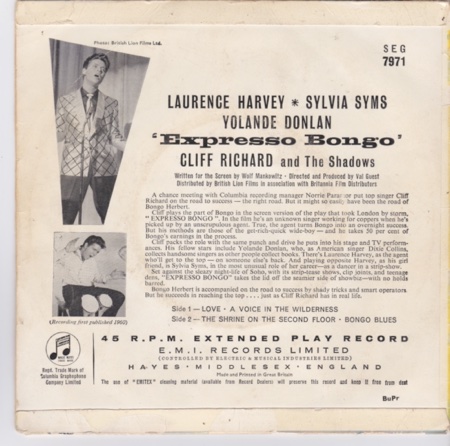 Photo: British Lion Films Ltd.
SEG
7971
LAURENCE HARVEY * SYLVIA SYMS
YOLANDE DONLAN
'Expresso Bongo'
CLIFF RICHARD and The Shadows
Written for the Screen by Wolf Mankowitz - Directed and Produced by Val Guest
Distributed by British Lion Films in association with Britannia Film Distributors
A chance meeting with Columbia recording manager Norrie Paramor put top singer Cliff
Richard on the road to success — the right road. But it might so easily have been the road of
Bongo Herbert.
Cliff plays the part of Bongo in the screen version of the play that took London by storm,
" EXPRESSO BONGO ". In the film he's an unknown singer working for coppers when he's
picked up by an unscrupulous agent. True, the agent turns Bongo into an overnight success.
But his methods are those of the get-rich-quick wide-boy — and he takes 50 per cent of
Bongo's earnings in the process.
Cliff packs the role with the same punch and drive he puts into his stage and TV perform-
ances. His fellow stars include Yolande Donlan, who, as American singer Dixie Collins,
collects handsome singers as other people collect books. There's Laurence Harvey, as the agent
who'll get to the top — on someone else's back. And playing opposite Harvey, as his girl
friend, is Sylvia Syms, in the most unusual role of her career—as a dancer in a strip-show.
Set against the sleazy night-life of Soho, with its strip-tease shows, clip joints, and teenage
dens, "EXPRESSO BONGO" lifts the lid off the seamier side of showbiz—with no holds
barred.
Bongo Herbert is accompanied on the road to success by shady tricks and smart operators.
But he succeeds in reaching the top . . . . just as Cliff Richard has in real life.
(Recording first published 1960)
Side 1 — LOVE · A VOICE IN THE WILDERNESS
Side 2 — THE SHRINE ON THE SECOND FLOOR · BONGO BLUES
45 R.P.M. EXTENDED PLAY RECORD
E.M.I. RECORDS LIMITED
(CONTROLLED BY ELECTRIC & MUSICAL INDUSTRIES LIMITED)
HAYES · MIDDLESEX · ENGLAND
Made and Printed in Great Britain
Regd. Trade Mark of
Columbia Graphophone
Company Limited
The use of "EMITEX" cleaning material (available from Record Dealers) will preserve this record and keep it free from dust
BuPr